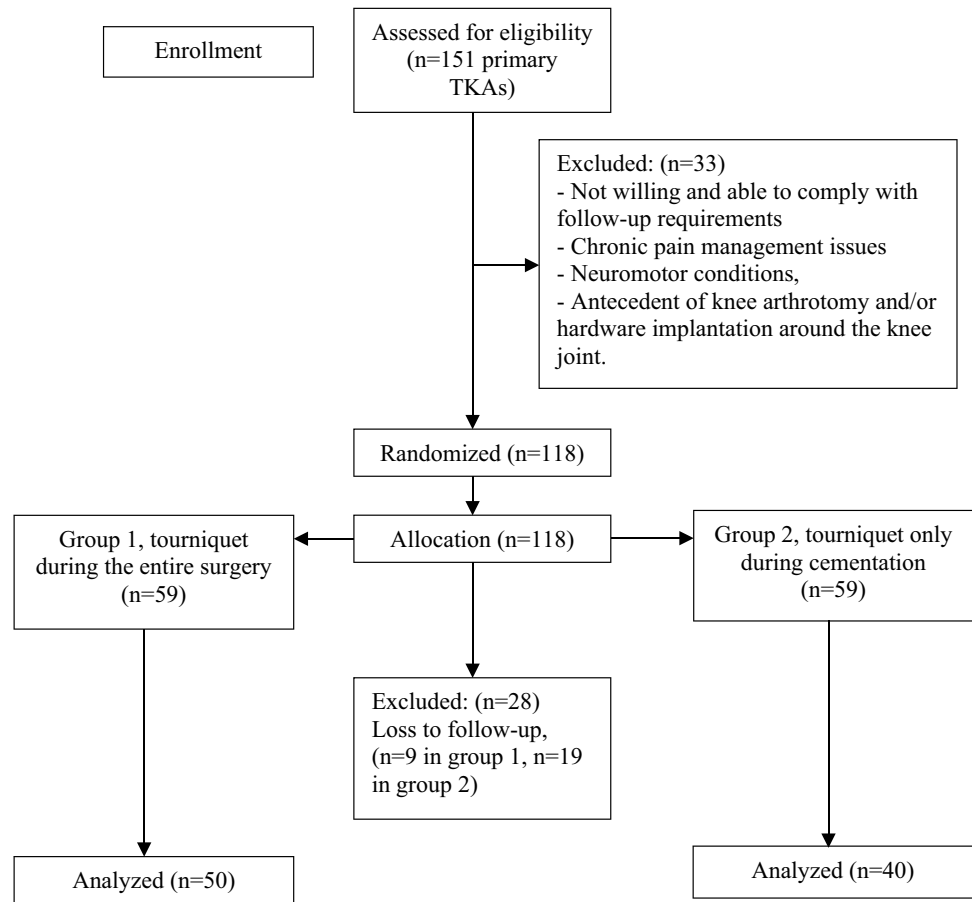 Enrollment
Assessed for eligibility
(n=151 primary
TKAs)
Excluded: (n=33)
- Not willing and able to comply with
follow-up requirements
- Chronic pain management issues
- Neuromotor conditions,
- Antecedent of knee arthrotomy and/or
hardware implantation around the knee
joint.
Randomized (n=118)
Allocation (n=118)
Group 1, tourniquet
during the entire surgery
(n=59)
Group 2, tourniquet only
during cementation
(n=59)
Excluded: (n=28)
Loss to follow-up,
(n=9 in group 1, n=19
in group 2)
Analyzed (n=50)
Analyzed (n=40)